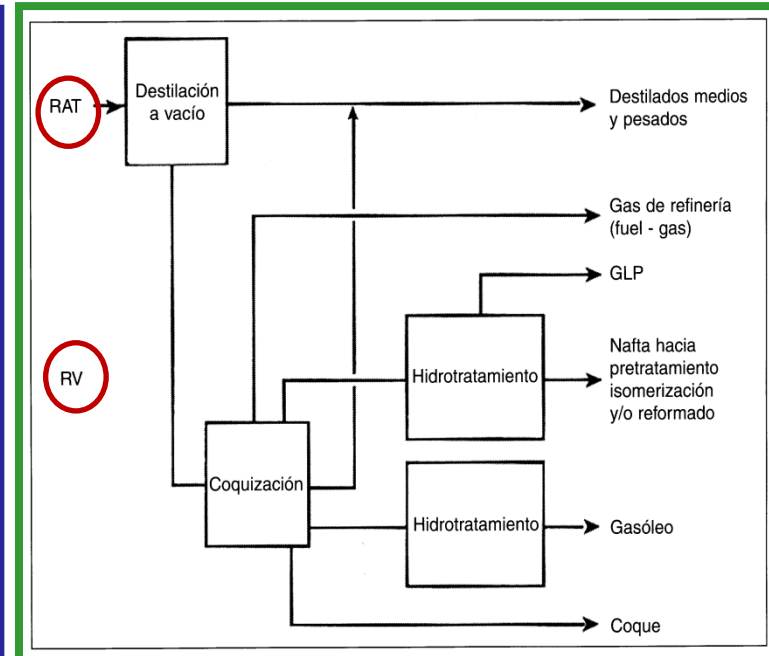 RAT
Destilación
a vacío
Destilados medios
y pesados
Gas de refinería
(fuel - gas)
GLP
RV
Hidrotratamiento
Nafta hacia
pretratamiento
isomerización
y/o reformado
Coquización
Hidrotratamiento
Gasóleo
Coque